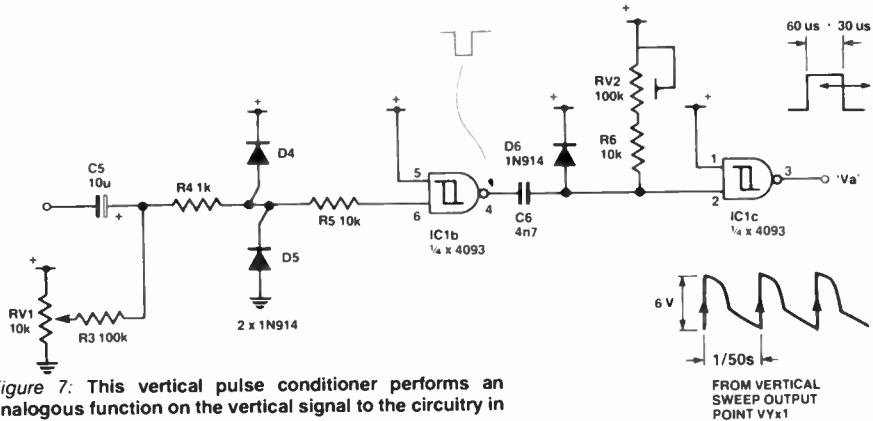 60 us · 30 us
+
RV2
100k
R6
10k
+
+
D4
+
5
6
4
IC1b
¼ x 4093
+
D6
1N914
C6
4n7
1
2
3
'Va'
IC1c
¼ x 4093
C5
10u
+
R4 1k
R5 10k
D5
2 x 1N914
+
RV1
10k
R3 100k
6 V
1/50s
FROM VERTICAL
SWEEP OUTPUT
POINT VYx1
igure 7: This vertical pulse conditioner performs an
nalogous function on the vertical signal to the circuitry in